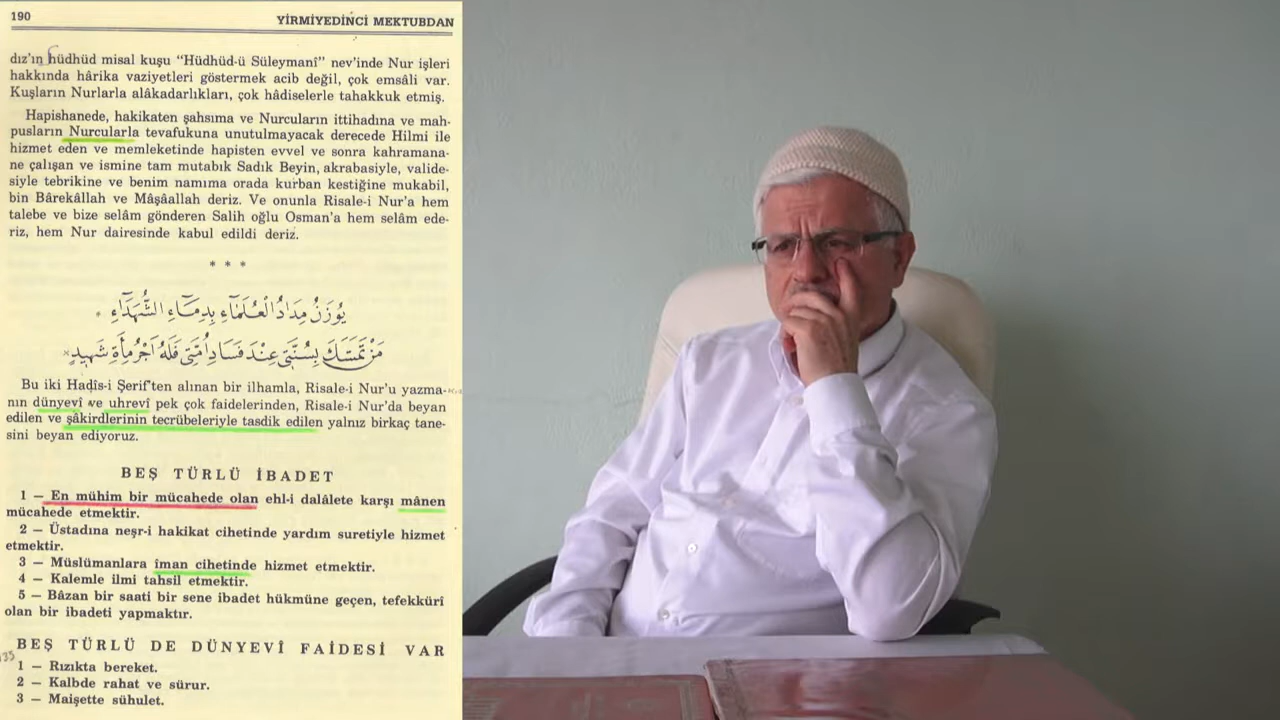 190
YİRMİYEDİNCİ MEKTUBDAN
dız'ın hüdhüd misal kuşu “Hüdhüd-ü Süleymanî” nev'inde Nur işleri
hakkında hârika vaziyetleri göstermek acib değil, çok emsâli var.
Kuşların Nurlarla alâkadarlıkları, çok hâdiselerle tahakkuk etmiş.
Hapishanede, hakikaten şahsıma ve Nurcuların ittihadına ve mah-
pusların Nurcularla tevafukuna unutulmayacak derecede Hilmi ile
hizmet eden ve memleketinde hapisten evvel ve sonra kahramana-
ne çalışan ve ismine tam mutabık Sadık Beyin, akrabasiyle, valide-
siyle tebrikine ve benim namıma orada kurban kestiğine mukabil,
bin Bârekâllah ve Mâşâallah deriz. Ve onunla Risale-i Nur'a hem
talebe ve bize selâm gönderen Salih oğlu Osman'a hem selâm ede-
riz, hem Nur dairesinde kabul edildi deriz.
* * *
يُوزَنُ مِدَادُ الْعُلَمَٓاءِ بِدِمَٓاءِ الشُّهَدَٓاءِ *
مَنْ تَمَسَّكَ بِسُنَّتِى عِنْدَ فَسَادِ اُمَّتِى فَلَهُ اَجْرُ مِأَةِ شَهِيدٍ
Bu iki Hadîs-i Şerif'ten alınan bir ilhamla, Risale-i Nur'u yazma-
nın dünyevî ve uhrevî pek çok faidelerinden, Risale-i Nur'da beyan
edilen ve şâkirdlerinin tecrübeleriyle tasdik edilen yalnız birkaç tane-
sini beyan ediyoruz.
BEŞ TÜRLÜ İBADET
1 — En mühim bir mücahede olan ehl-i dalâlete karşı mânen
mücahede etmektir.
2 — Üstadına neşr-i hakikat cihetinde yardım suretiyle hizmet
etmektir.
3 — Müslümanlara îman cihetinde hizmet etmektir.
4 — Kalemle ilmi tahsil etmektir.
5 — Bâzan bir saati bir sene ibadet hükmüne geçen, tefekkürî
olan bir ibadeti yapmaktır.
BEŞ TÜRLÜ DE DÜNYEVÎ FAİDESİ VAR
1 — Rızıkta bereket.
2 — Kalbde rahat ve sürur.
3 — Maişette sühulet.